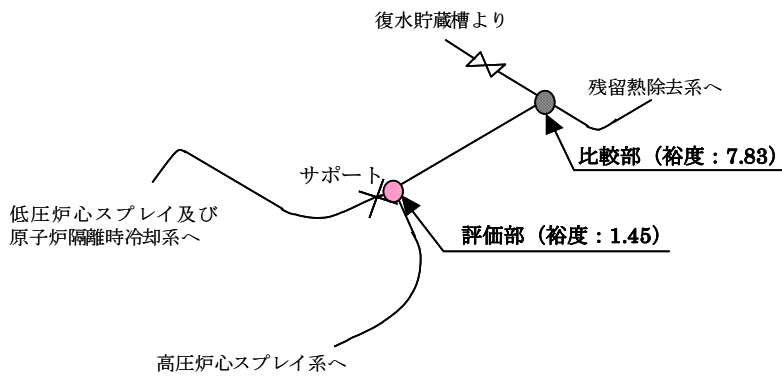 復水貯蔵槽より
残留熱除去系へ
比較部（裕度：7.83）
サポート
低圧炉心スプレイ及び
原子炉隔離時冷却系へ
評価部（裕度：1.45）
高圧炉心スプレイ系へ